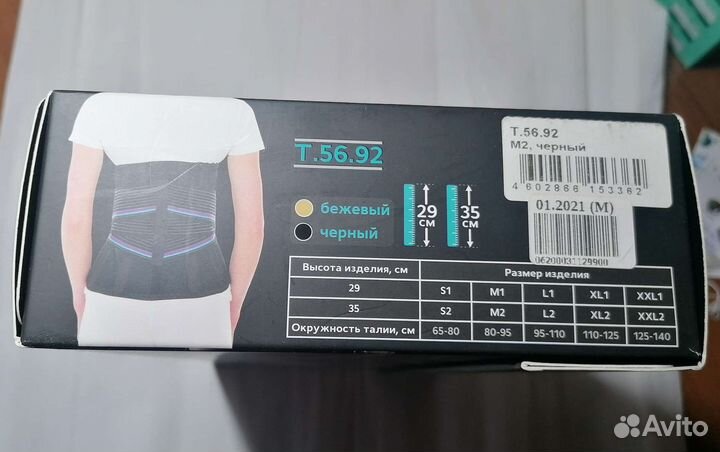 T.56.92
бежевый
черный
29 см
35 см
T.56.92
M2, черный
4 602866 153362
01.2021 (M)
06200031129900
Высота изделия, см Размер изделия
29 S1 M1 L1 XL1 XXL1
35 S2 M2 L2 XL2 XXL2
Окружность талии, см 65-80 80-95 95-110 110-125 125-140
Avito